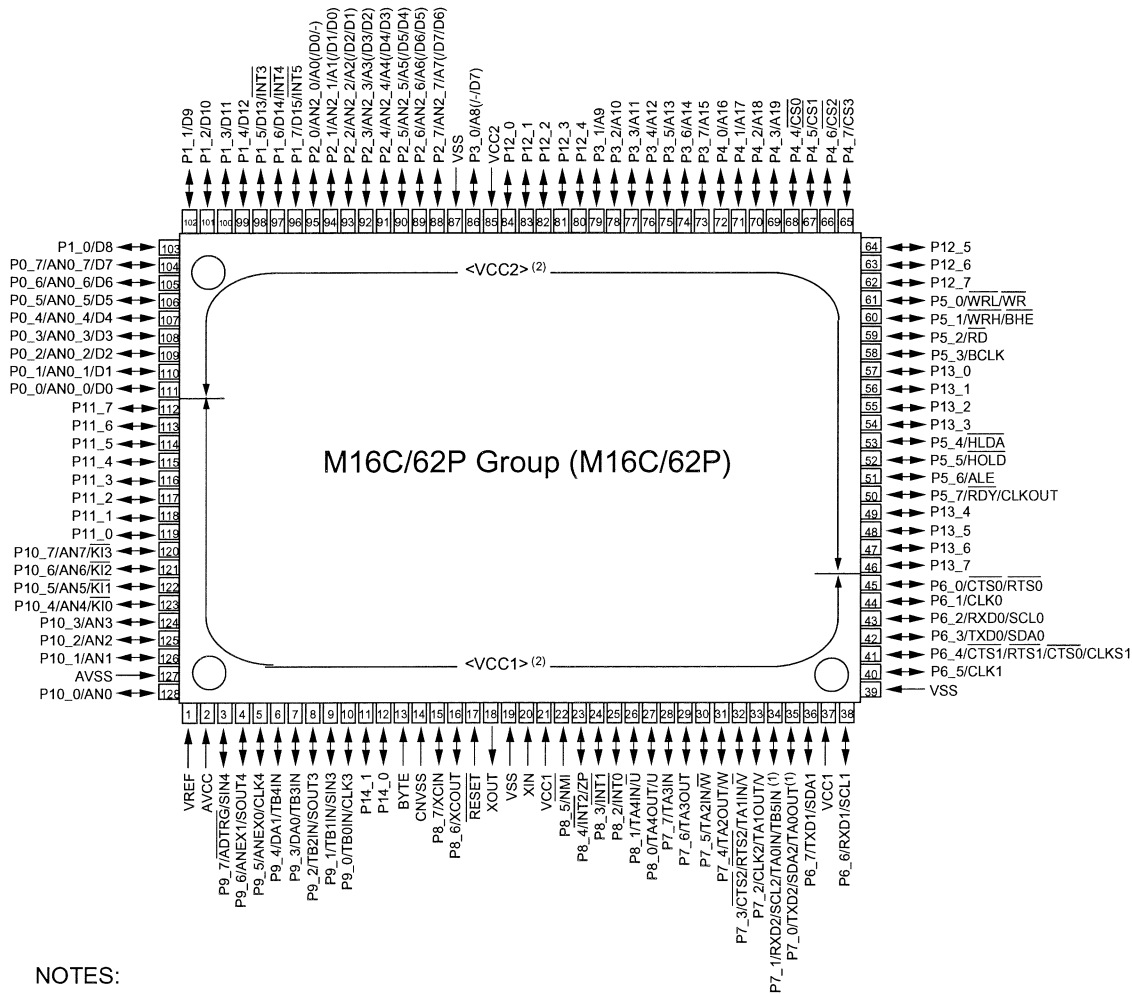 P1_1/D9
P1_2/D10
P1_3/D11
P1_4/D12
P1_5/D13/INT3
P1_6/D14/INT4
P1_7/D15/INT5
P2_0/AN2_0/A0(/D0/-)
P2_1/AN2_1/A1(/D1/D0)
P2_2/AN2_2/A2(/D2/D1)
P2_3/AN2_3/A3(/D3/D2)
P2_4/AN2_4/A4(/D4/D3)
P2_5/AN2_5/A5(/D5/D4)
P2_6/AN2_6/A6(/D6/D5)
P2_7/AN2_7/A7(/D7/D6)
VSS
P3_0/A8(/-/D7)
VCC2
P12_0
P12_1
P12_2
P12_3
P12_4
P3_1/A9
P3_2/A10
P3_3/A11
P3_4/A12
P3_5/A13
P3_6/A14
P3_7/A15
P4_0/A16
P4_1/A17
P4_2/A18
P4_3/A19
P4_4/CS0
P4_5/CS1
P4_6/CS2
P4_7/CS3
102 101 100 99 98 97 96 95 94 93 92 91 90 89 88 87 86 85 84 83 82 81 80 79 78 77 76 75 74 73 72 71 70 69 68 67 66 65
P1_0/D8 103
P0_7/AN0_7/D7 104
P0_6/AN0_6/D6 105
P0_5/AN0_5/D5 106
P0_4/AN0_4/D4 107
P0_3/AN0_3/D3 108
P0_2/AN0_2/D2 109
P0_1/AN0_1/D1 110
P0_0/AN0_0/D0 111
P11_7 112
P11_6 113
P11_5 114
P11_4 115
P11_3 116
P11_2 117
P11_1 118
P11_0 119
P10_7/AN7/KI3 120
P10_6/AN6/KI2 121
P10_5/AN5/KI1 122
P10_4/AN4/KI0 123
P10_3/AN3 124
P10_2/AN2 125
P10_1/AN1 126
AVSS 127
P10_0/AN0 128
<VCC2> (2)
M16C/62P Group (M16C/62P)
<VCC1> (2)
64 P12_5
63 P12_6
62 P12_7
61 P5_0/WRL/WR
60 P5_1/WRH/BHE
59 P5_2/RD
58 P5_3/BCLK
57 P13_0
56 P13_1
55 P13_2
54 P13_3
53 P5_4/HLDA
52 P5_5/HOLD
51 P5_6/ALE
50 P5_7/RDY/CLKOUT
49 P13_4
48 P13_5
47 P13_6
46 P13_7
45 P6_0/CTS0/RTS0
44 P6_1/CLK0
43 P6_2/RXD0/SCL0
42 P6_3/TXD0/SDA0
41 P6_4/CTS1/RTS1/CTS0/CLKS1
40 P6_5/CLK1
39 VSS
1 2 3 4 5 6 7 8 9 10 11 12 13 14 15 16 17 18 19 20 21 22 23 24 25 26 27 28 29 30 31 32 33 34 35 36 37 38
VREF
AVCC
P9_7/ADTRG/SIN4
P9_6/ANEX1/SOUT4
P9_5/ANEX0/CLK4
P9_4/DA1/TB4IN
P9_3/DA0/TB3IN
P9_2/TB2IN/SOUT3
P9_1/TB1IN/SIN3
P9_0/TB0IN/CLK3
P14_1
P14_0
BYTE
CNVSS
P8_7/XCIN
P8_6/XCOUT
RESET
XOUT
VSS
XIN
VCC1
P8_5/NMI
P8_4/INT2/ZP
P8_3/INT1
P8_2/INT0
P8_1/TA4IN/U
P8_0/TA4OUT/U
P7_7/TA3IN
P7_6/TA3OUT
P7_5/TA2IN/W
P7_4/TA2OUT/W
P7_3/CTS2/RTS2/TA1IN/V
P7_2/CLK2/TA1OUT/V
P7_1/RXD2/SCL2/TA0IN/TB5IN (1)
P7_0/TXD2/SDA2/TA0OUT(1)
P6_7/TXD1/SDA1
VCC1
P6_6/RXD1/SCL1
NOTES: